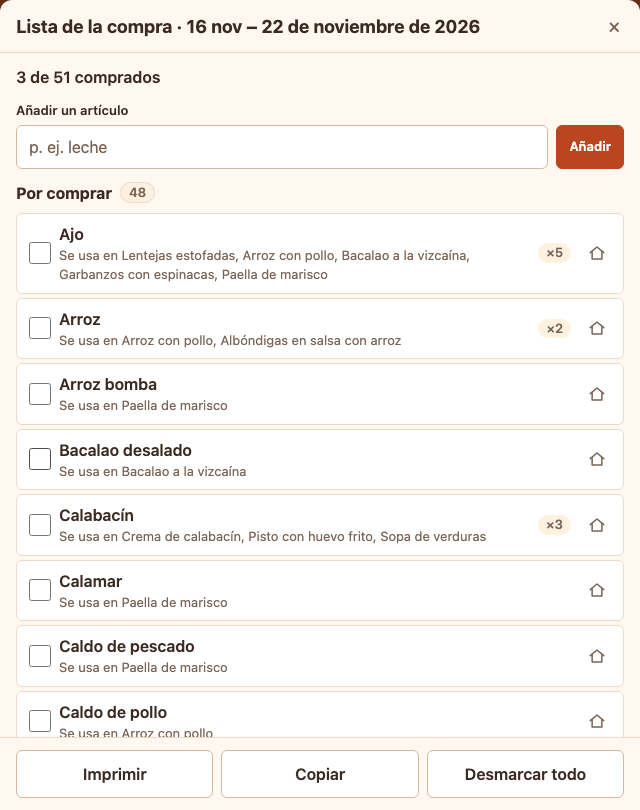 Lista de la compra · 16 nov – 22 de noviembre de 2026
×
3 de 51 comprados
Añadir un artículo
p. ej. leche
Añadir
Por comprar 48
Ajo
Se usa en Lentejas estofadas, Arroz con pollo, Bacalao a la vizcaína,
Garbanzos con espinacas, Paella de marisco
×5
Arroz
Se usa en Arroz con pollo, Albóndigas en salsa con arroz
×2
Arroz bomba
Se usa en Paella de marisco
Bacalao desalado
Se usa en Bacalao a la vizcaína
Calabacín
Se usa en Crema de calabacín, Pisto con huevo frito, Sopa de verduras
×3
Calamar
Se usa en Paella de marisco
Caldo de pescado
Se usa en Paella de marisco
Caldo de pollo
Se usa en Arroz con pollo
Imprimir
Copiar
Desmarcar todo